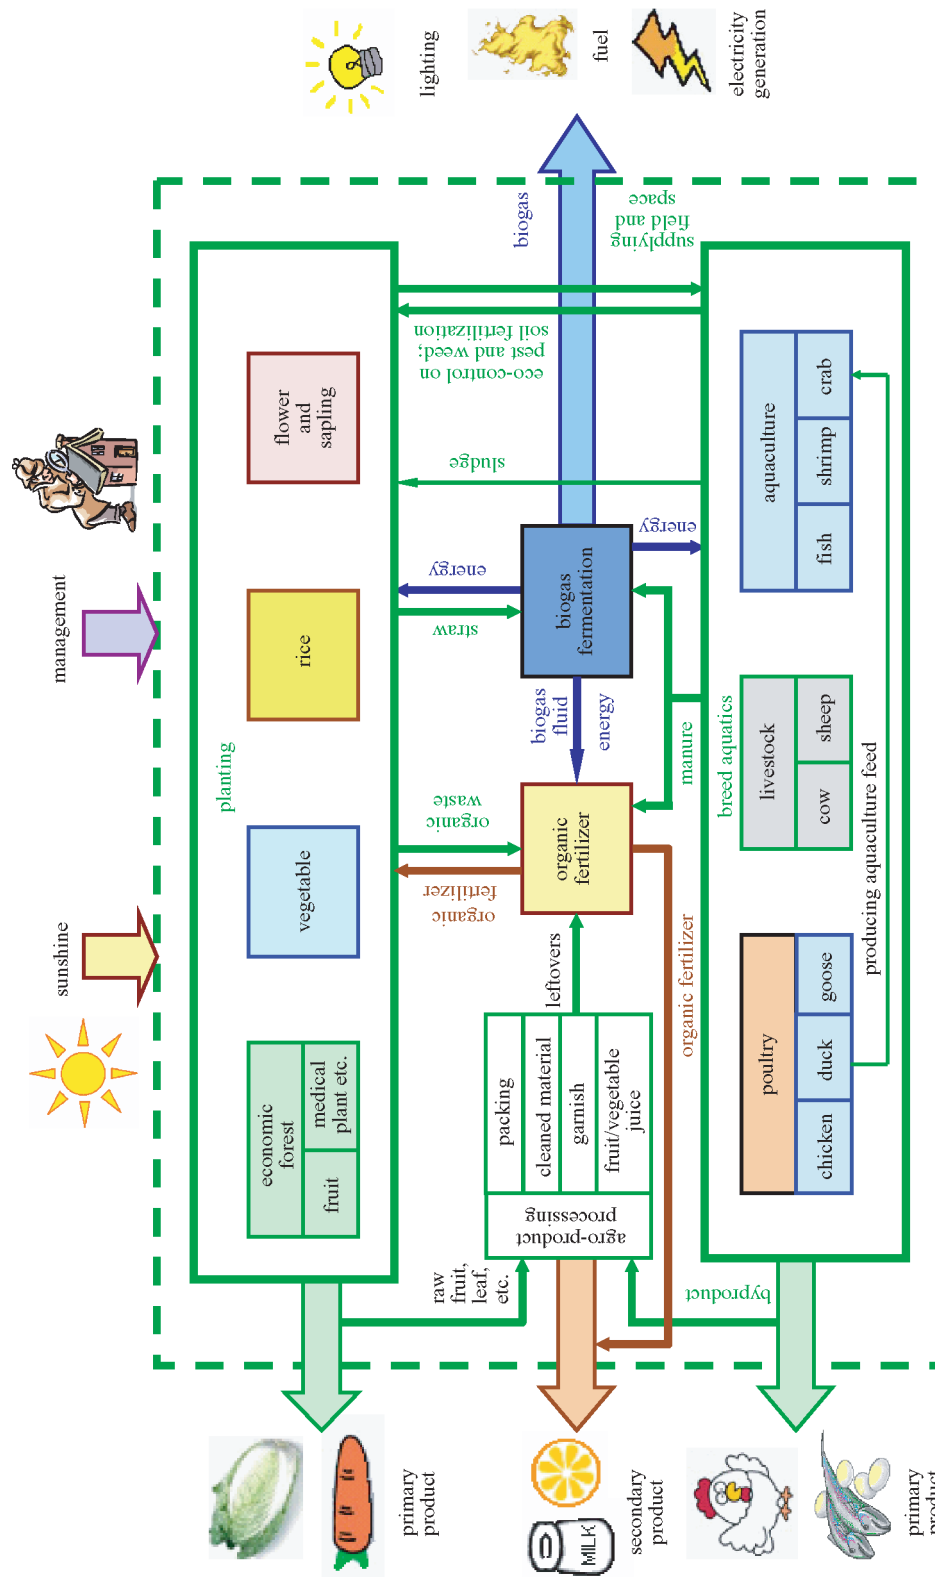 sunshine
management
planting
economic
forest
fruit
medical
plant etc.
vegetable
rice
flower
and
sapling
primary
product
raw
fruit,
leaf,
etc.
organic
fertilizer
organic
waste
straw
energy
sludge
eco-control on
pest and weed;
soil fertilization
supplying
field and
space
biogas
lighting
fuel
electricity
generation
secondary
product
MILK
agro-product
processing
packing
cleaned material
garnish
fruit/vegetable
juice
leftovers
organic
fertilizer
biogas
fluid
energy
biogas
fermentation
energy
byproduct
organic fertilizer
manure
breed aquatics
primary
product
poultry
chicken
duck
goose
livestock
cow
sheep
aquaculture
fish
shrimp
crab
producing aquaculture feed